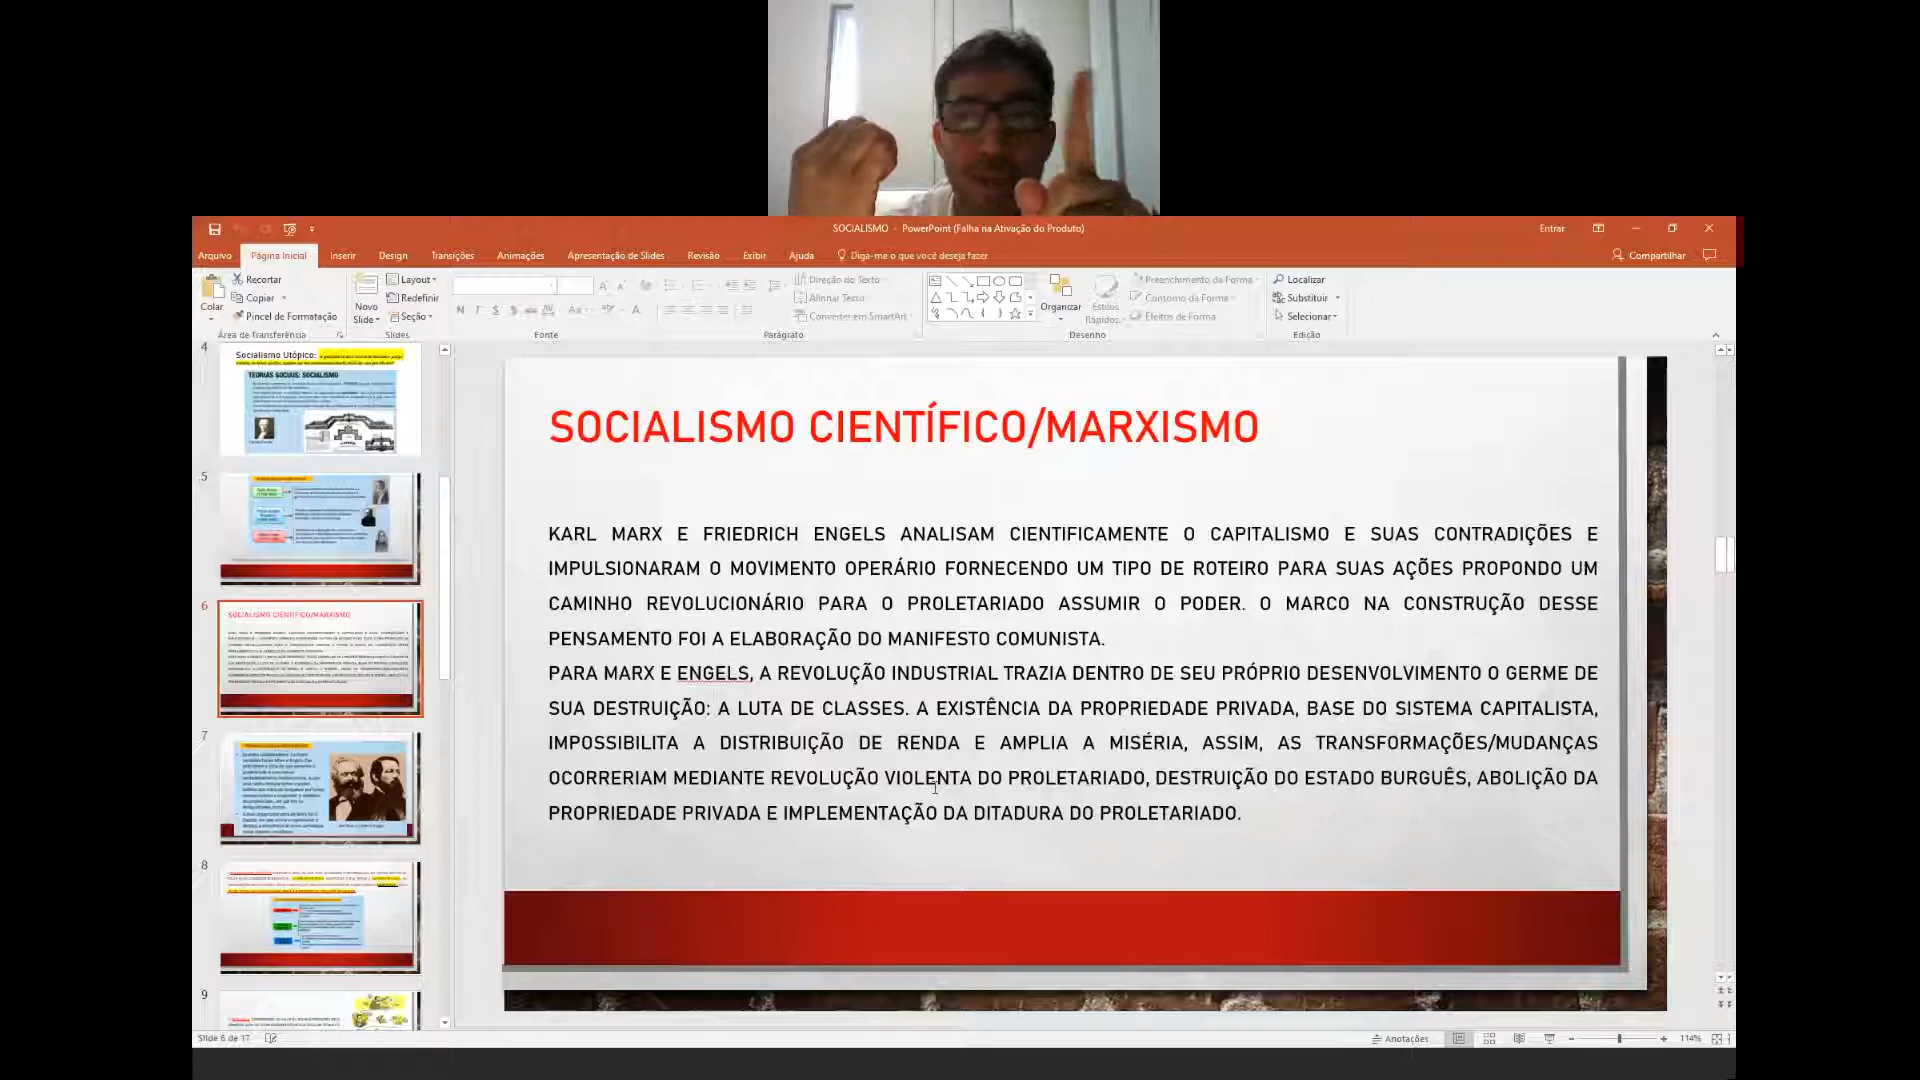 SOCIALISMO - PowerPoint (Falha na Ativação do Produto)
Entrar
Arquivo Página Inicial Inserir Design Transições Animações Apresentação de Slides Revisão Exibir Ajuda Diga-me o que você deseja fazer
Compartilhar
Colar
Recortar
Copiar
Pincel de Formatação
Área de Transferência
Novo
Slide
Layout
Redefinir
Seção
Slides
N I S
Fonte
Direção do Texto
Alinhar Texto
Converter em SmartArt
Parágrafo
Organizar
Estilos
Rápidos
Preenchimento da Forma
Contorno da Forma
Efeitos de Forma
Desenho
Localizar
Substituir
Selecionar
Edição
4
Socialismo Utópico:
TEORIAS SOCIAIS: SOCIALISMO
5
6
SOCIALISMO CIENTÍFICO/MARXISMO
7
8
9
SOCIALISMO CIENTÍFICO/MARXISMO
KARL MARX E FRIEDRICH ENGELS ANALISAM CIENTIFICAMENTE O CAPITALISMO E SUAS CONTRADIÇÕES E
IMPULSIONARAM O MOVIMENTO OPERÁRIO FORNECENDO UM TIPO DE ROTEIRO PARA SUAS AÇÕES PROPONDO UM
CAMINHO REVOLUCIONÁRIO PARA O PROLETARIADO ASSUMIR O PODER. O MARCO NA CONSTRUÇÃO DESSE
PENSAMENTO FOI A ELABORAÇÃO DO MANIFESTO COMUNISTA.
PARA MARX E ENGELS, A REVOLUÇÃO INDUSTRIAL TRAZIA DENTRO DE SEU PRÓPRIO DESENVOLVIMENTO O GERME DE
SUA DESTRUIÇÃO: A LUTA DE CLASSES. A EXISTÊNCIA DA PROPRIEDADE PRIVADA, BASE DO SISTEMA CAPITALISTA,
IMPOSSIBILITA A DISTRIBUIÇÃO DE RENDA E AMPLIA A MISÉRIA, ASSIM, AS TRANSFORMAÇÕES/MUDANÇAS
OCORRERIAM MEDIANTE REVOLUÇÃO VIOLENTA DO PROLETARIADO, DESTRUIÇÃO DO ESTADO BURGUÊS, ABOLIÇÃO DA
PROPRIEDADE PRIVADA E IMPLEMENTAÇÃO DA DITADURA DO PROLETARIADO.
Slide 6 de 17
Anotações
114%